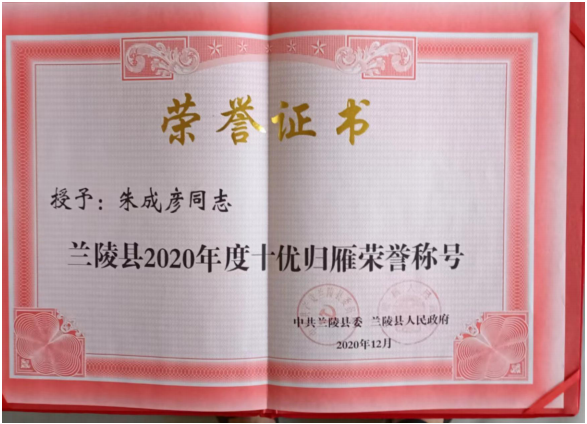 荣誉证书
授予：朱成彦同志
兰陵县2020年度十优归雁荣誉称号
中共兰陵县委 兰陵县人民政府
2020年12月